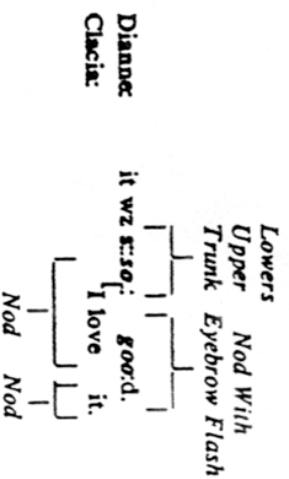 Lowers
Upper Nod With
Trunk Eyebrow Flash
Dianne: it wz s::so[: goo:d.
Clacia: [I love it.
Nod Nod